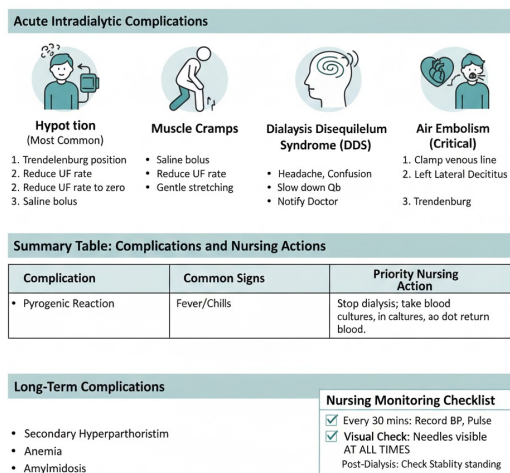 Acute Intradialytic Complications
Hypot tion
(Most Common)
1. Trendelenburg position
2. Reduce UF rate
2. Reduce UF rate to zero
3. Saline bolus
Muscle Cramps
• Saline bolus
• Reduce UF rate
• Gentle stretching
Dialaysis Disequilelum
Syndrome (DDS)
• Headache, Confusion
• Slow down Qb
• Notify Doctor
Air Embolism
(Critical)
1. Clamp venous line
2. Left Lateral Decititus
3. Trendenburg
Summary Table: Complications and Nursing Actions
Complication
Common Signs
Priority Nursing
Action
• Pyrogenic Reaction
Fever/Chills
Stop dialysis; take blood
cultures, in caltures, ao dot return
blood.
Long-Term Complications
• Secondary Hyperparthoristim
• Anemia
• Amylmidosis
Nursing Monitoring Checklist
Every 30 mins: Record BP, Pulse
Visual Check: Needles visible
AT ALL TIMES
Post-Dialysis: Check Stablity standing